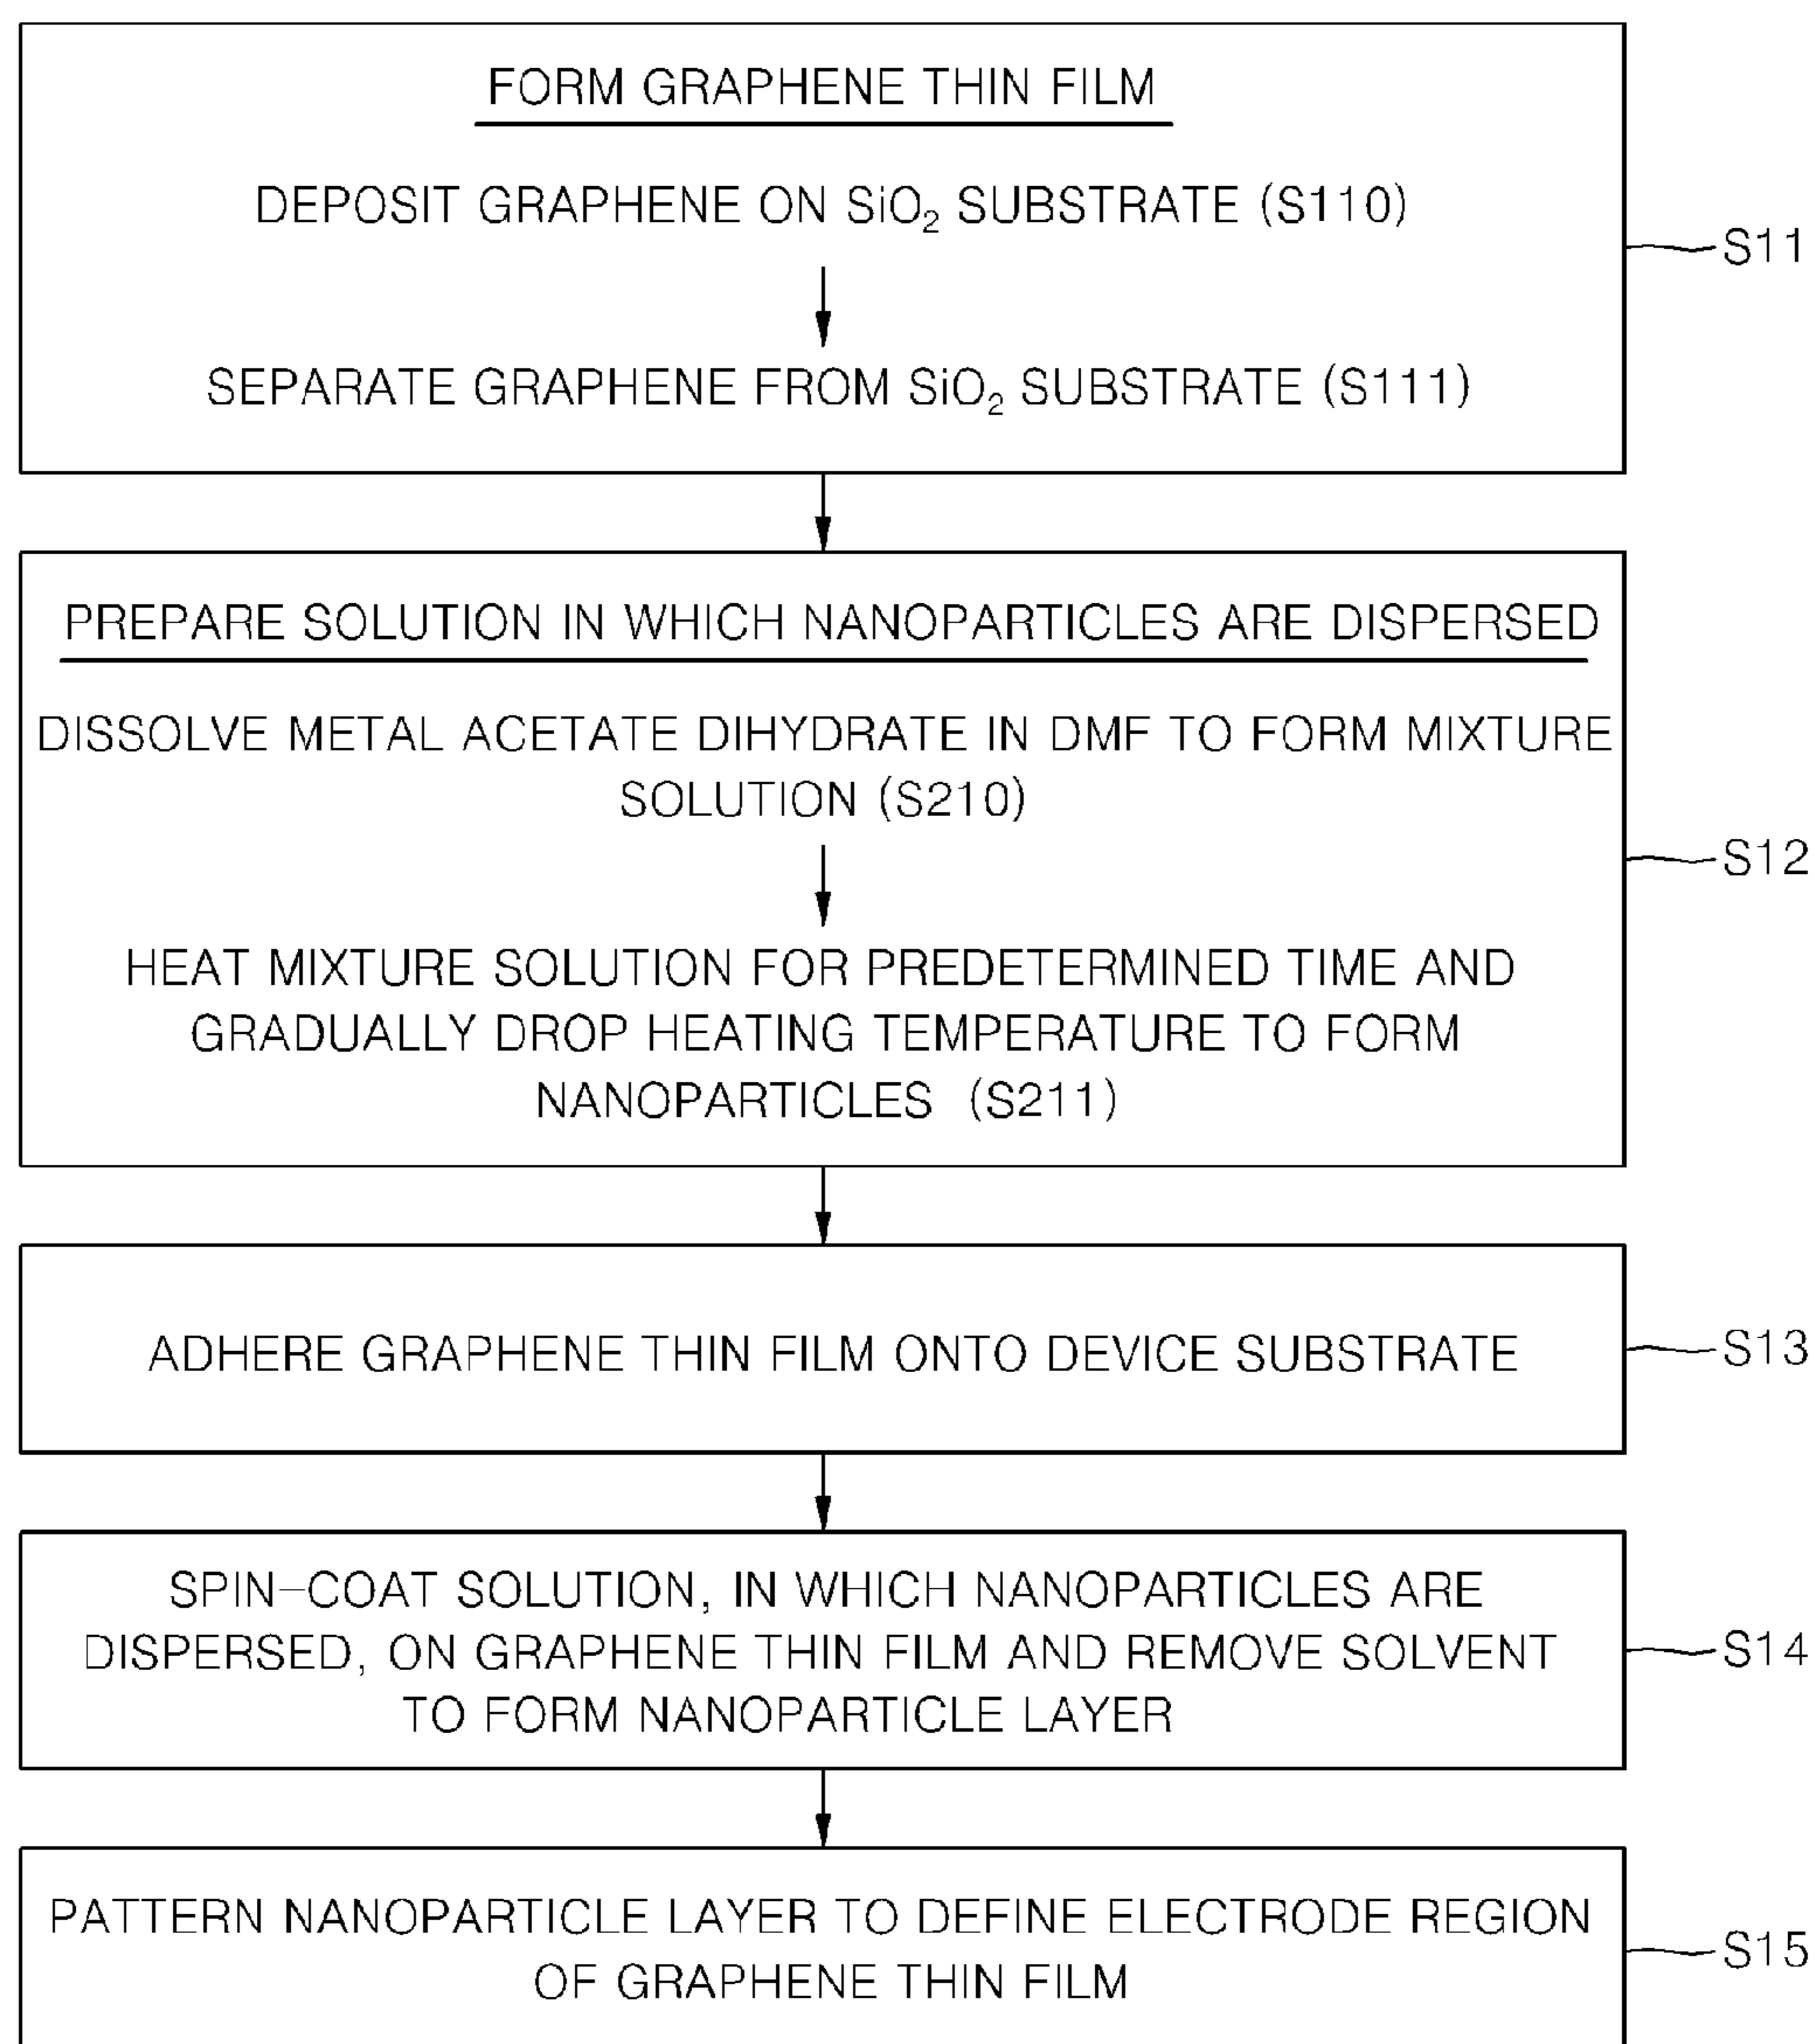 FORM GRAPHENE THIN FILM
DEPOSIT GRAPHENE ON SiO₂ SUBSTRATE (S110)
S11
SEPARATE GRAPHENE FROM SiO₂ SUBSTRATE (S111)
PREPARE SOLUTION IN WHICH NANOPARTICLES ARE DISPERSED
DISSOLVE METAL ACETATE DIHYDRATE IN DMF TO FORM MIXTURE
SOLUTION (S210)
S12
HEAT MIXTURE SOLUTION FOR PREDETERMINED TIME AND
GRADUALLY DROP HEATING TEMPERATURE TO FORM
NANOPARTICLES (S211)
ADHERE GRAPHENE THIN FILM ONTO DEVICE SUBSTRATE
S13
SPIN-COAT SOLUTION, IN WHICH NANOPARTICLES ARE
DISPERSED, ON GRAPHENE THIN FILM AND REMOVE SOLVENT
TO FORM NANOPARTICLE LAYER
S14
PATTERN NANOPARTICLE LAYER TO DEFINE ELECTRODE REGION
OF GRAPHENE THIN FILM
S15